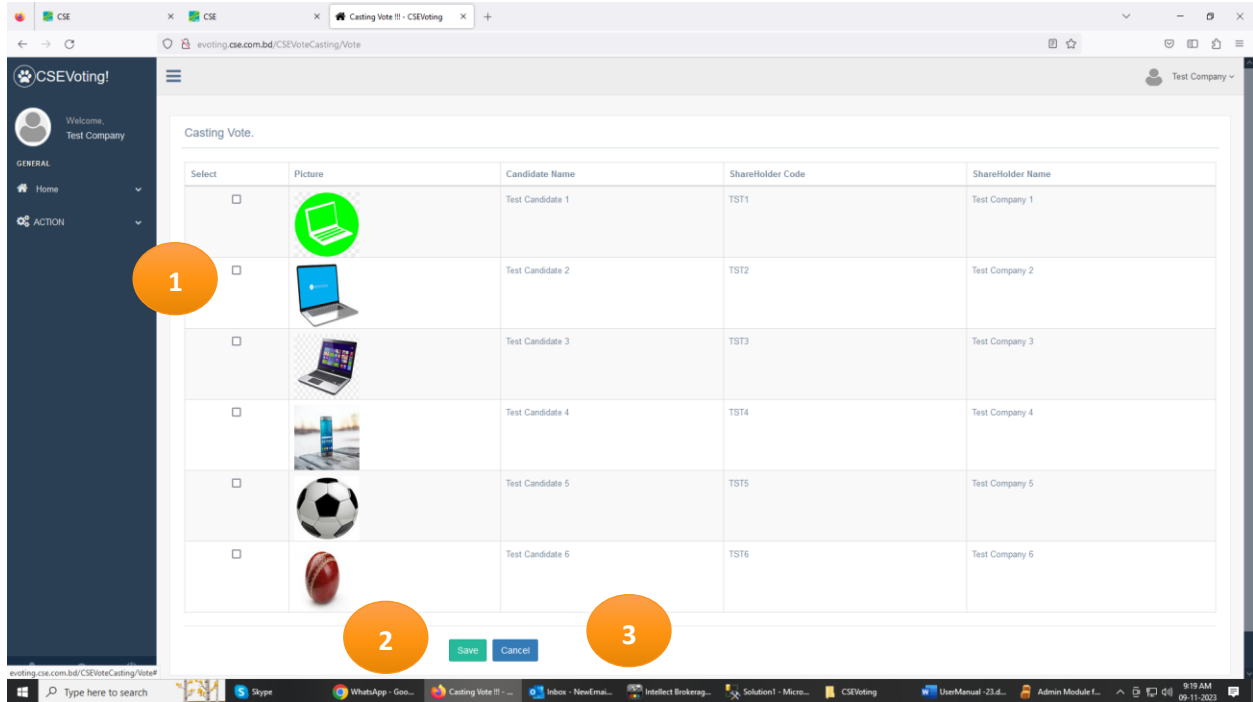 CSE
CSE
Casting Vote !!! - CSEVoting
evoting.cse.com.bd/CSEVoteCasting/Vote
CSEVoting!
Test Company
Welcome,
Test Company
GENERAL
Home
ACTION
Casting Vote.
Select Picture Candidate Name ShareHolder Code ShareHolder Name
Test Candidate 1 TST1 Test Company 1
1
Test Candidate 2 TST2 Test Company 2
Test Candidate 3 TST3 Test Company 3
Test Candidate 4 TST4 Test Company 4
Test Candidate 5 TST5 Test Company 5
Test Candidate 6 TST6 Test Company 6
2
Save Cancel
3
evoting.cse.com.bd/CSEVoteCasting/Vote#
Type here to search
Skype
WhatsApp - Goo...
Casting Vote !!! - ...
Inbox - NewEmai...
Intellect Brokerag...
Solution1 - Micro...
CSEVoting
UserManual -23.d...
Admin Module f...
9:19 AM
09-11-2023